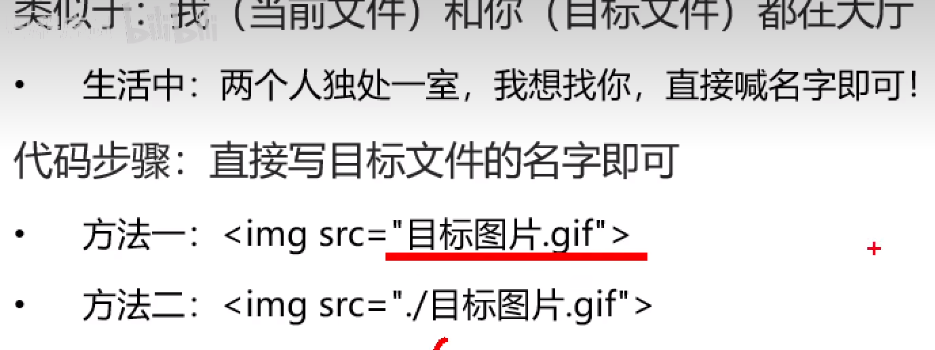 类似于：我（当前文件）和你（目标文件）都在大厅
bilibili
• 生活中：两个人独处一室，我想找你，直接喊名字即可！
代码步骤：直接写目标文件的名字即可
• 方法一：<img src="目标图片.gif">
• 方法二：<img src="./目标图片.gif">